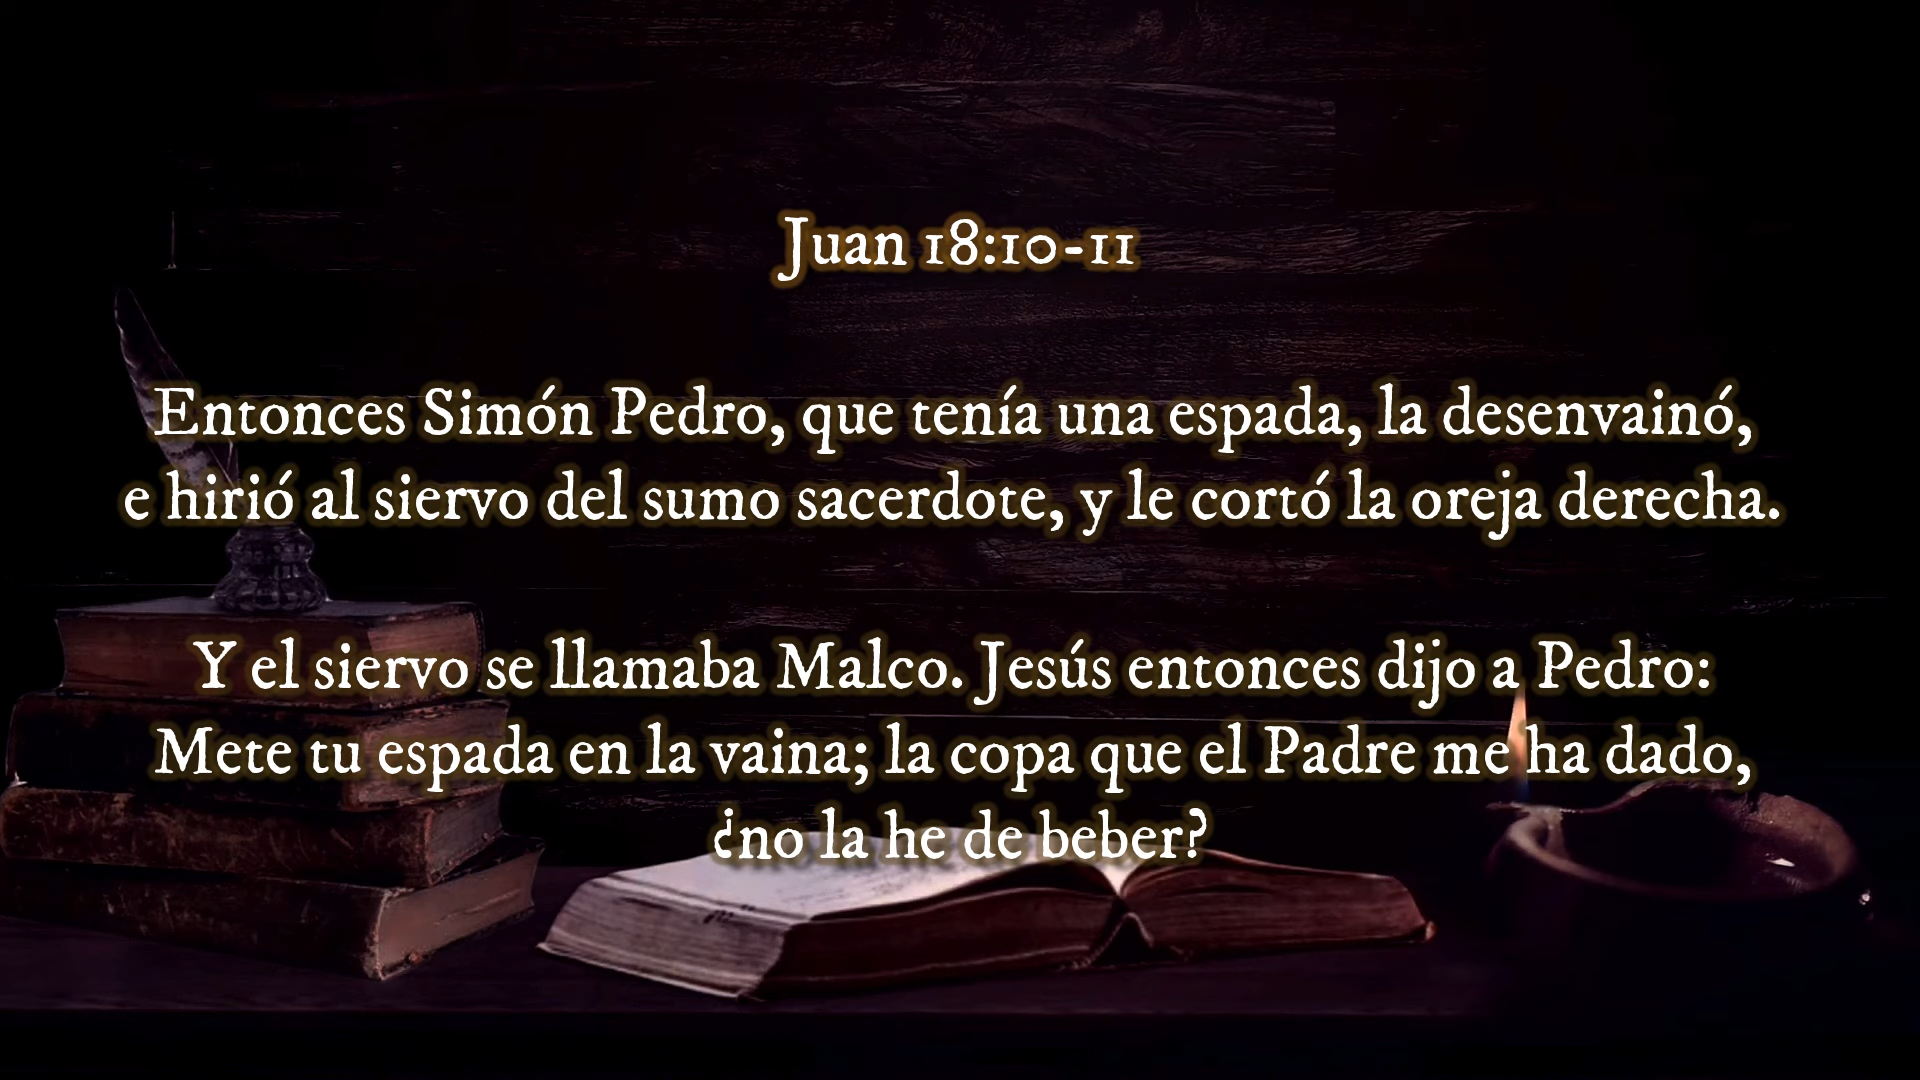 Juan 18:10-11
Entonces Simón Pedro, que tenía una espada, la desenvainó,
e hirió al siervo del sumo sacerdote, y le cortó la oreja derecha.
Y el siervo se llamaba Malco. Jesús entonces dijo a Pedro:
Mete tu espada en la vaina; la copa que el Padre me ha dado,
¿no la he de beber?